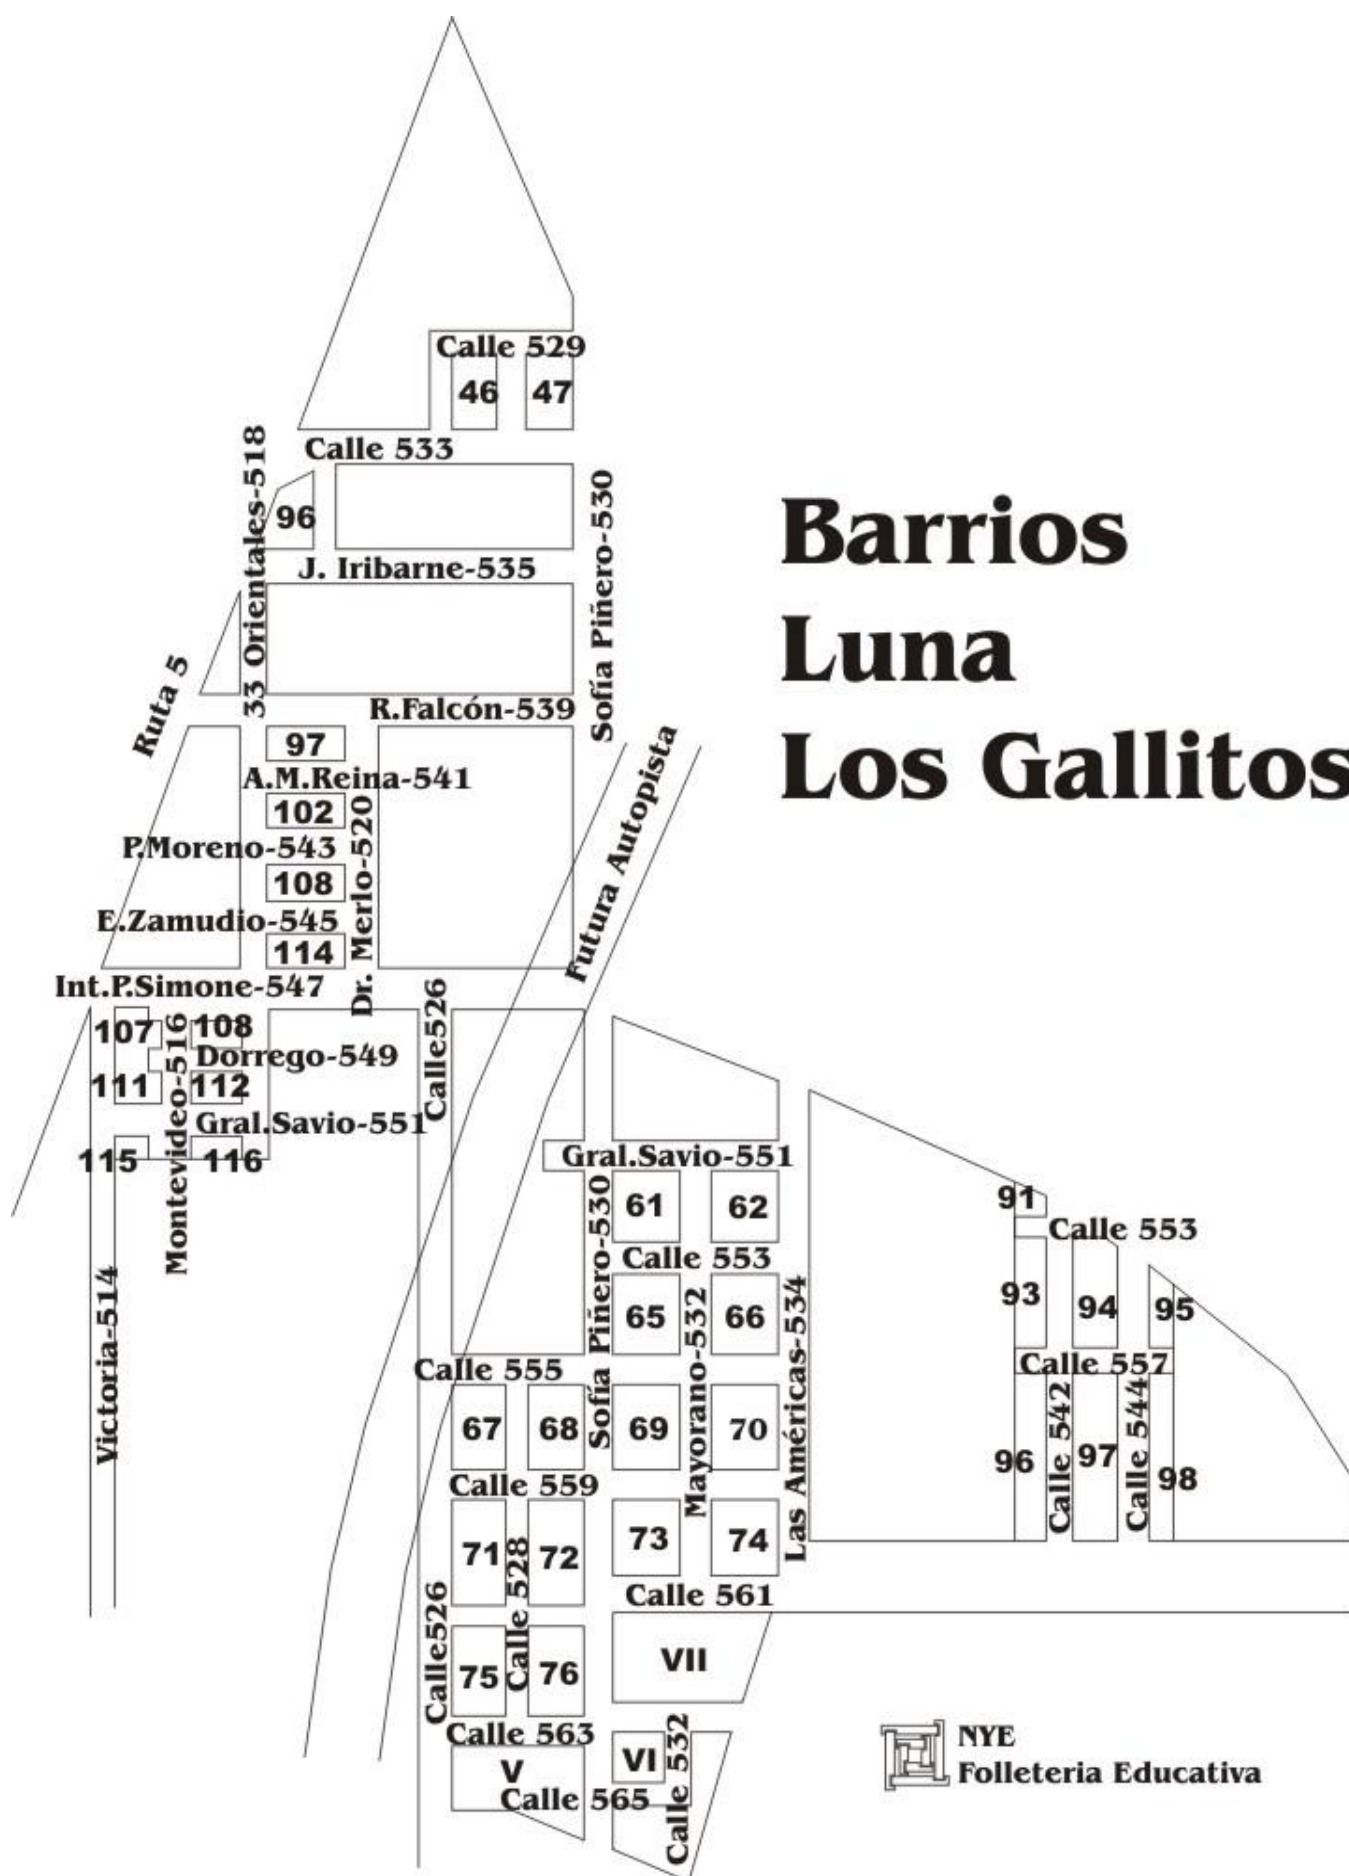 Calle 529
46
47
33 Orientales-518
Calle 533
Sofía Piñero-530
96
J. Iribarne-535
Barrios
Luna
Los Gallitos
Ruta 5
R.Falcón-539
97
A.M.Reina-541
102
Dr. Merlo-520
P.Moreno-543
108
E.Zamudio-545
114
Futura Autopista
Int.P.Simone-547
107
108
Montevideo-516
Dorrego-549
Calle526
111
112
Gral.Savio-551
115
116
Gral.Savio-551
Sofía Piñero-530
61
62
91
Calle 553
Calle 553
Victoria-514
65
66
Mayorano-532
Las Américas-534
93
94
95
Calle 555
Calle 557
67
68
69
70
96
Calle 542
97
Calle 544
98
Calle 559
71
Calle 528
72
73
74
Calle 561
Calle526
75
76
VII
Calle 563
V
VI
Calle 532
Calle 565
NYE
Folleteria Educativa